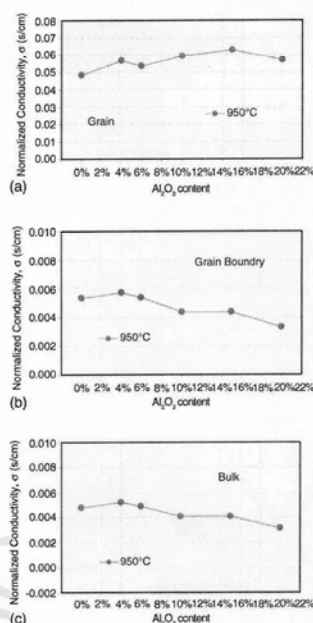 Normalized Conductivity, σ (s/cm)
0.08
0.07
0.06
0.05
0.04
0.03
0.02
0.01
0.00
Grain
950°C
0% 2% 4% 6% 8% 10% 12% 14% 16% 18% 20% 22%
(a)
Al₂O₃ content
Normalized Conductivity, σ (s/cm)
0.010
0.008
0.006
0.004
0.002
0.000
Grain Boundry
950°C
0% 2% 4% 6% 8% 10% 12% 14% 16% 18% 20% 22%
(b)
Al₂O₃ content
Normalized Conductivity, σ (s/cm)
0.010
0.008
0.006
0.004
0.002
0.000
-0.002
Bulk
950°C
0% 2% 4% 6% 8% 10% 12% 14% 16% 18% 20% 22%
(c)
Al₂O₃ content